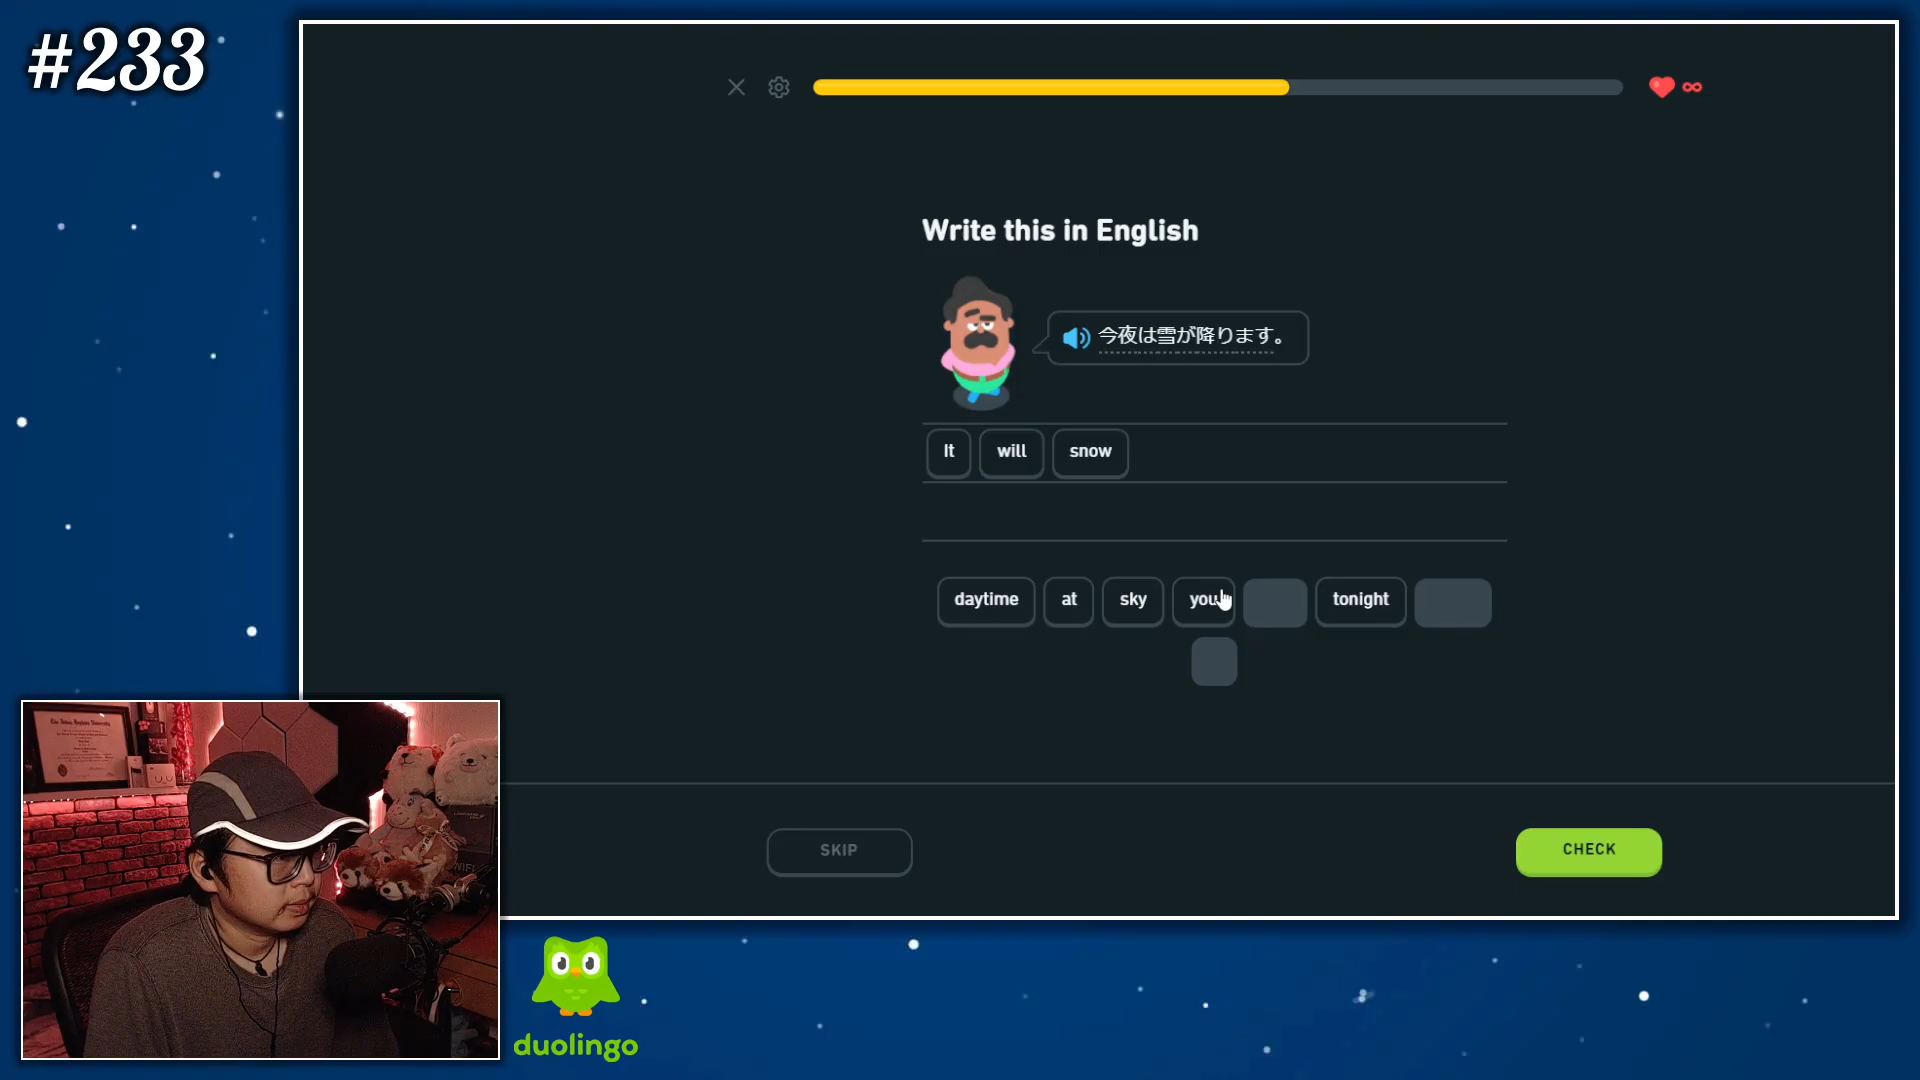 #233
∞
Write this in English
今夜は雪が降ります。
It will snow
daytime at sky you tonight
SKIP CHECK
duolingo